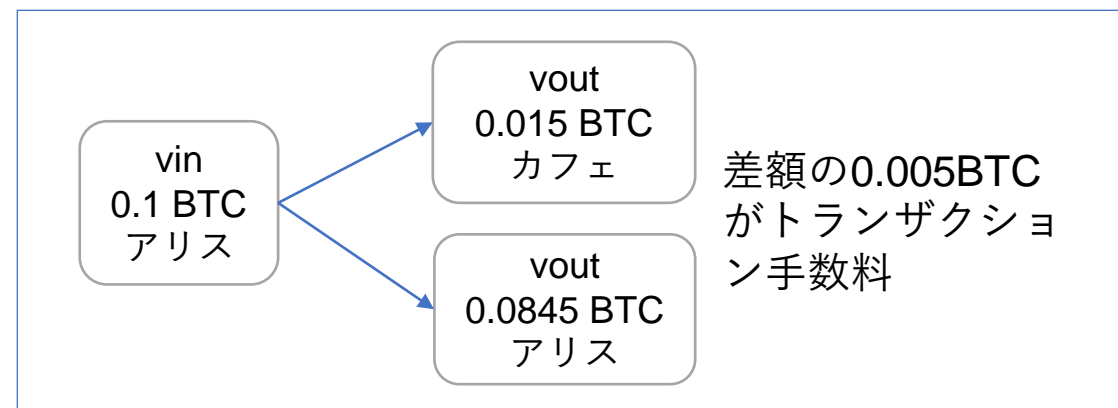 vin
0.1 BTC
アリス
vout
0.015 BTC
カフェ
vout
0.0845 BTC
アリス
差額の0.005BTC
がトランザクショ
ン手数料